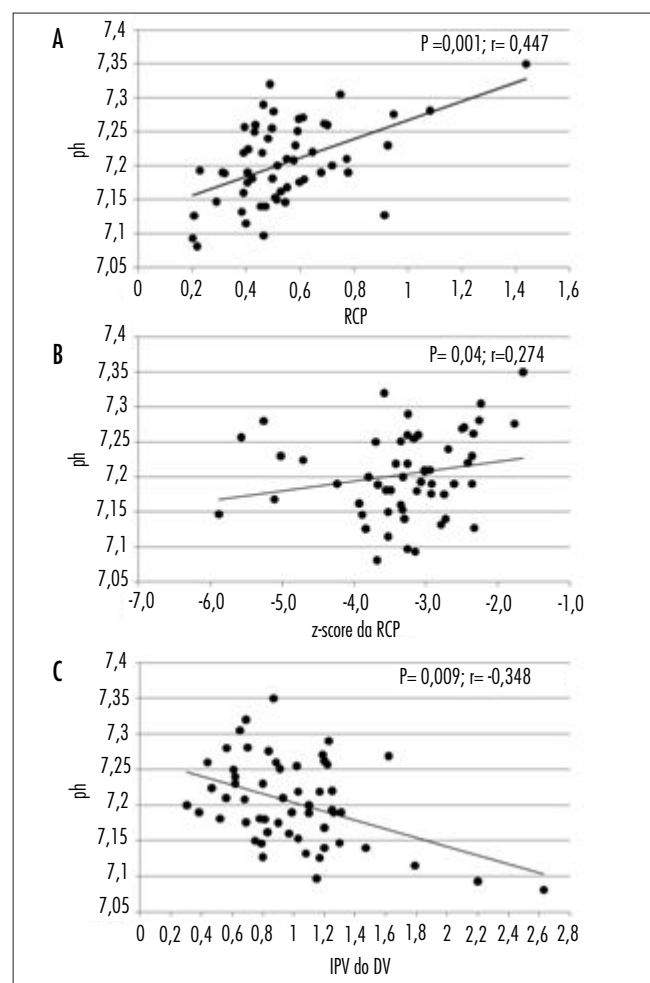 A
P =0,001; r= 0,447
7,4
7,35
7,3
7,25
7,2
7,15
7,1
7,05
ph
0 0,2 0,4 0,6 0,8 1 1,2 1,4 1,6
RCP
B
P= 0,04; r=0,274
7,4
7,35
7,3
7,25
7,2
7,15
7,1
7,05
ph
-7,0 -6,0 -5,0 -4,0 -3,0 -2,0 -1,0
z-score da RCP
C
P= 0,009; r= -0,348
7,4
7,35
7,3
7,25
7,2
7,15
7,1
7,05
ph
0 0,2 0,4 0,6 0,8 1 1,2 1,4 1,6 1,8 2 2,2 2,4 2,6 2,8
IPV do DV